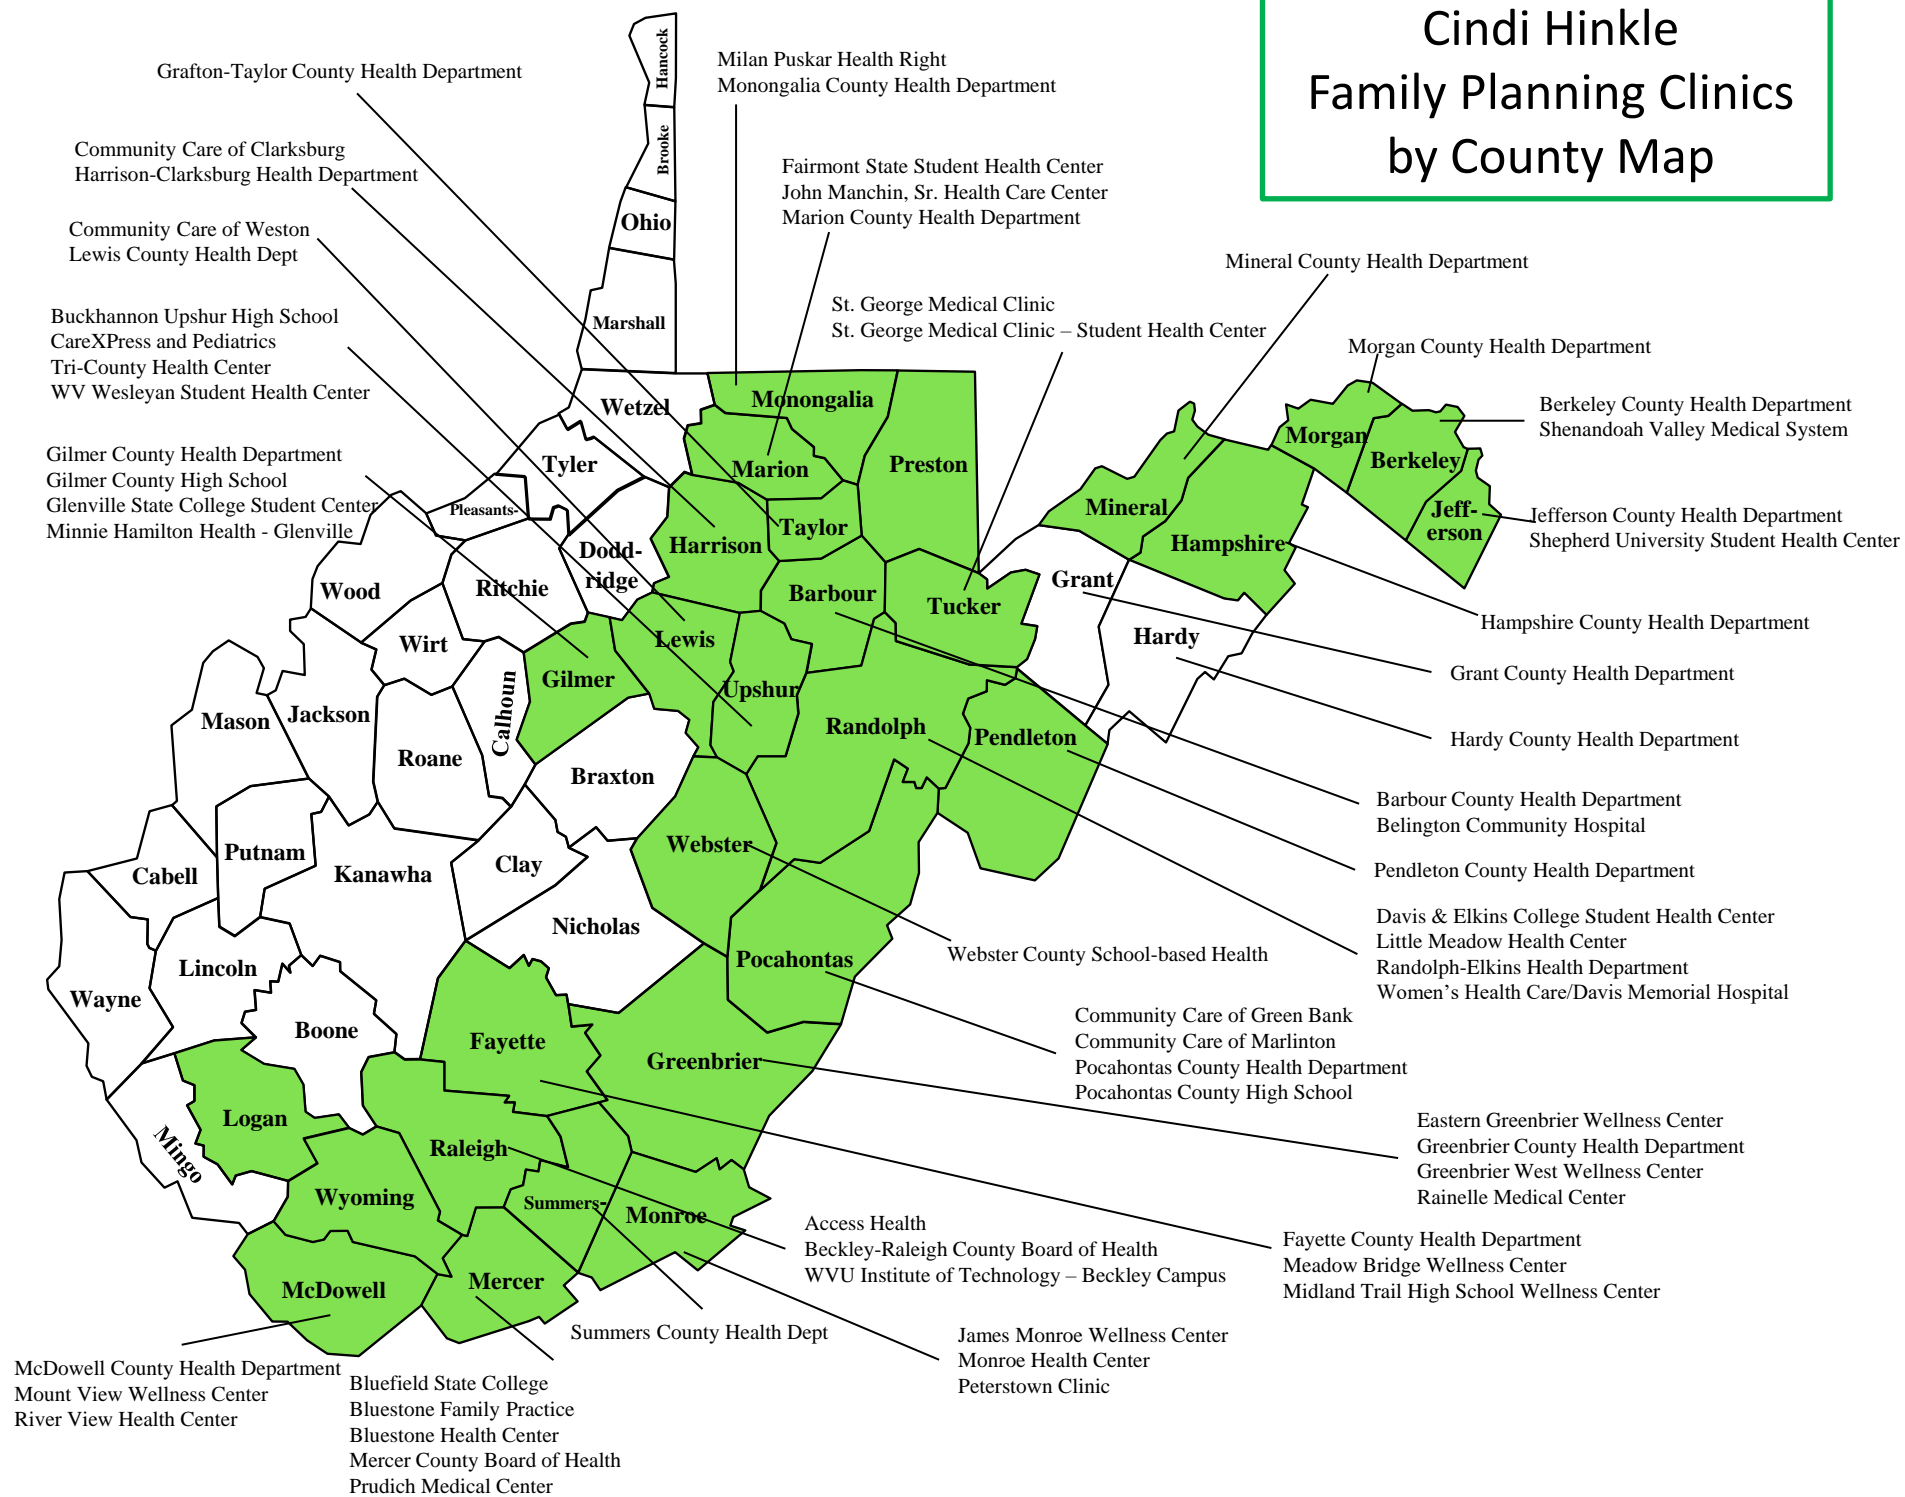 Cindi Hinkle
Family Planning Clinics
by County Map
Grafton-Taylor County Health Department
Milan Puskar Health Right
Monongalia County Health Department
Community Care of Clarksburg
Harrison-Clarksburg Health Department
Fairmont State Student Health Center
John Manchin, Sr. Health Care Center
Marion County Health Department
Community Care of Weston
Lewis County Health Dept
Mineral County Health Department
St. George Medical Clinic
St. George Medical Clinic – Student Health Center
Buckhannon Upshur High School
CareXPress and Pediatrics
Tri-County Health Center
WV Wesleyan Student Health Center
Morgan County Health Department
Berkeley County Health Department
Shenandoah Valley Medical System
Gilmer County Health Department
Gilmer County High School
Glenville State College Student Center
Minnie Hamilton Health - Glenville
Jefferson County Health Department
Shepherd University Student Health Center
Hampshire County Health Department
Grant County Health Department
Hardy County Health Department
Barbour County Health Department
Belington Community Hospital
Pendleton County Health Department
Davis & Elkins College Student Health Center
Little Meadow Health Center
Randolph-Elkins Health Department
Women's Health Care/Davis Memorial Hospital
Webster County School-based Health
Community Care of Green Bank
Community Care of Marlinton
Pocahontas County Health Department
Pocahontas County High School
Eastern Greenbrier Wellness Center
Greenbrier County Health Department
Greenbrier West Wellness Center
Rainelle Medical Center
Fayette County Health Department
Meadow Bridge Wellness Center
Midland Trail High School Wellness Center
Access Health
Beckley-Raleigh County Board of Health
WVU Institute of Technology – Beckley Campus
Summers County Health Dept
James Monroe Wellness Center
Monroe Health Center
Peterstown Clinic
McDowell County Health Department
Mount View Wellness Center
River View Health Center
Bluefield State College
Bluestone Family Practice
Bluestone Health Center
Mercer County Board of Health
Prudich Medical Center
Hancock
Brooke
Ohio
Marshall
Wetzel
Monongalia
Marion
Preston
Tyler
Pleasants-
Taylor
Harrison
Dodd-
ridge
Ritchie
Wood
Wirt
Barbour
Tucker
Grant
Mineral
Hampshire
Morgan
Berkeley
Jeff-
erson
Hardy
Lewis
Gilmer
Upshur
Calhoun
Mason
Jackson
Roane
Braxton
Randolph
Pendleton
Putnam
Cabell
Kanawha
Clay
Webster
Nicholas
Pocahontas
Lincoln
Wayne
Boone
Fayette
Greenbrier
Logan
Mingo
Raleigh
Wyoming
Summers-
Monroe
McDowell
Mercer